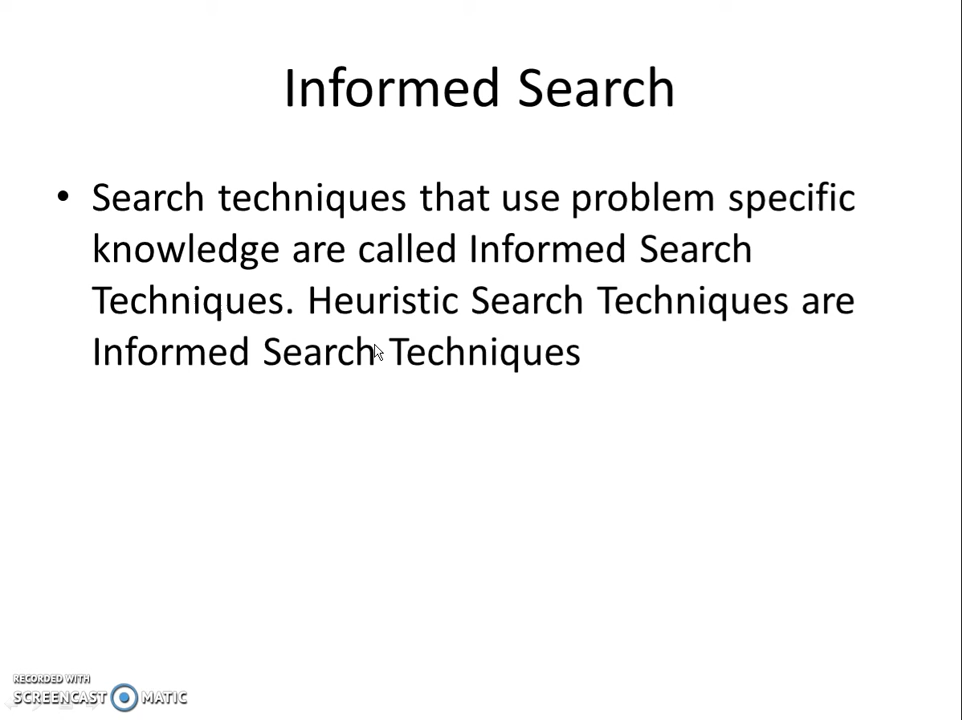 Informed Search
• Search techniques that use problem specific
knowledge are called Informed Search
Techniques. Heuristic Search Techniques are
Informed Search Techniques
RECORDED WITH
SCREENCAST MATIC